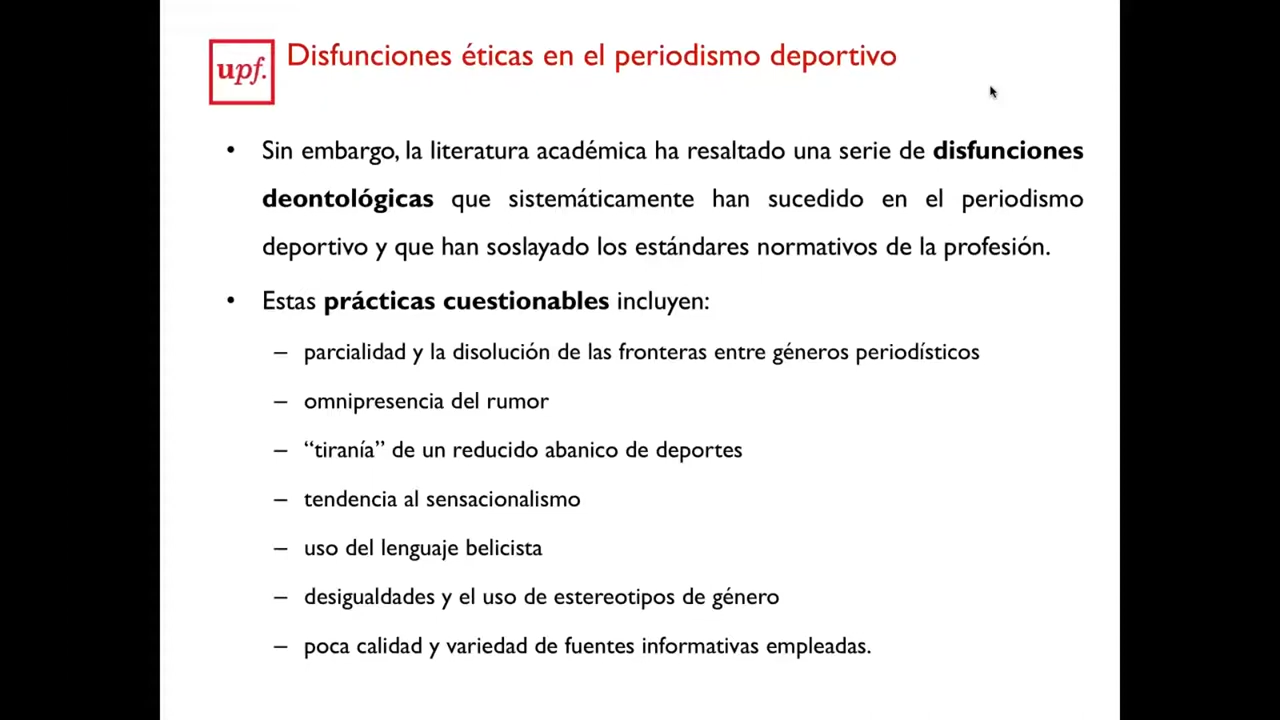 upf.
Disfunciones éticas en el periodismo deportivo
• Sin embargo, la literatura académica ha resaltado una serie de disfunciones
deontológicas que sistemáticamente han sucedido en el periodismo
deportivo y que han soslayado los estándares normativos de la profesión.
• Estas prácticas cuestionables incluyen:
– parcialidad y la disolución de las fronteras entre géneros periodísticos
– omnipresencia del rumor
– “tiranía” de un reducido abanico de deportes
– tendencia al sensacionalismo
– uso del lenguaje belicista
– desigualdades y el uso de estereotipos de género
– poca calidad y variedad de fuentes informativas empleadas.